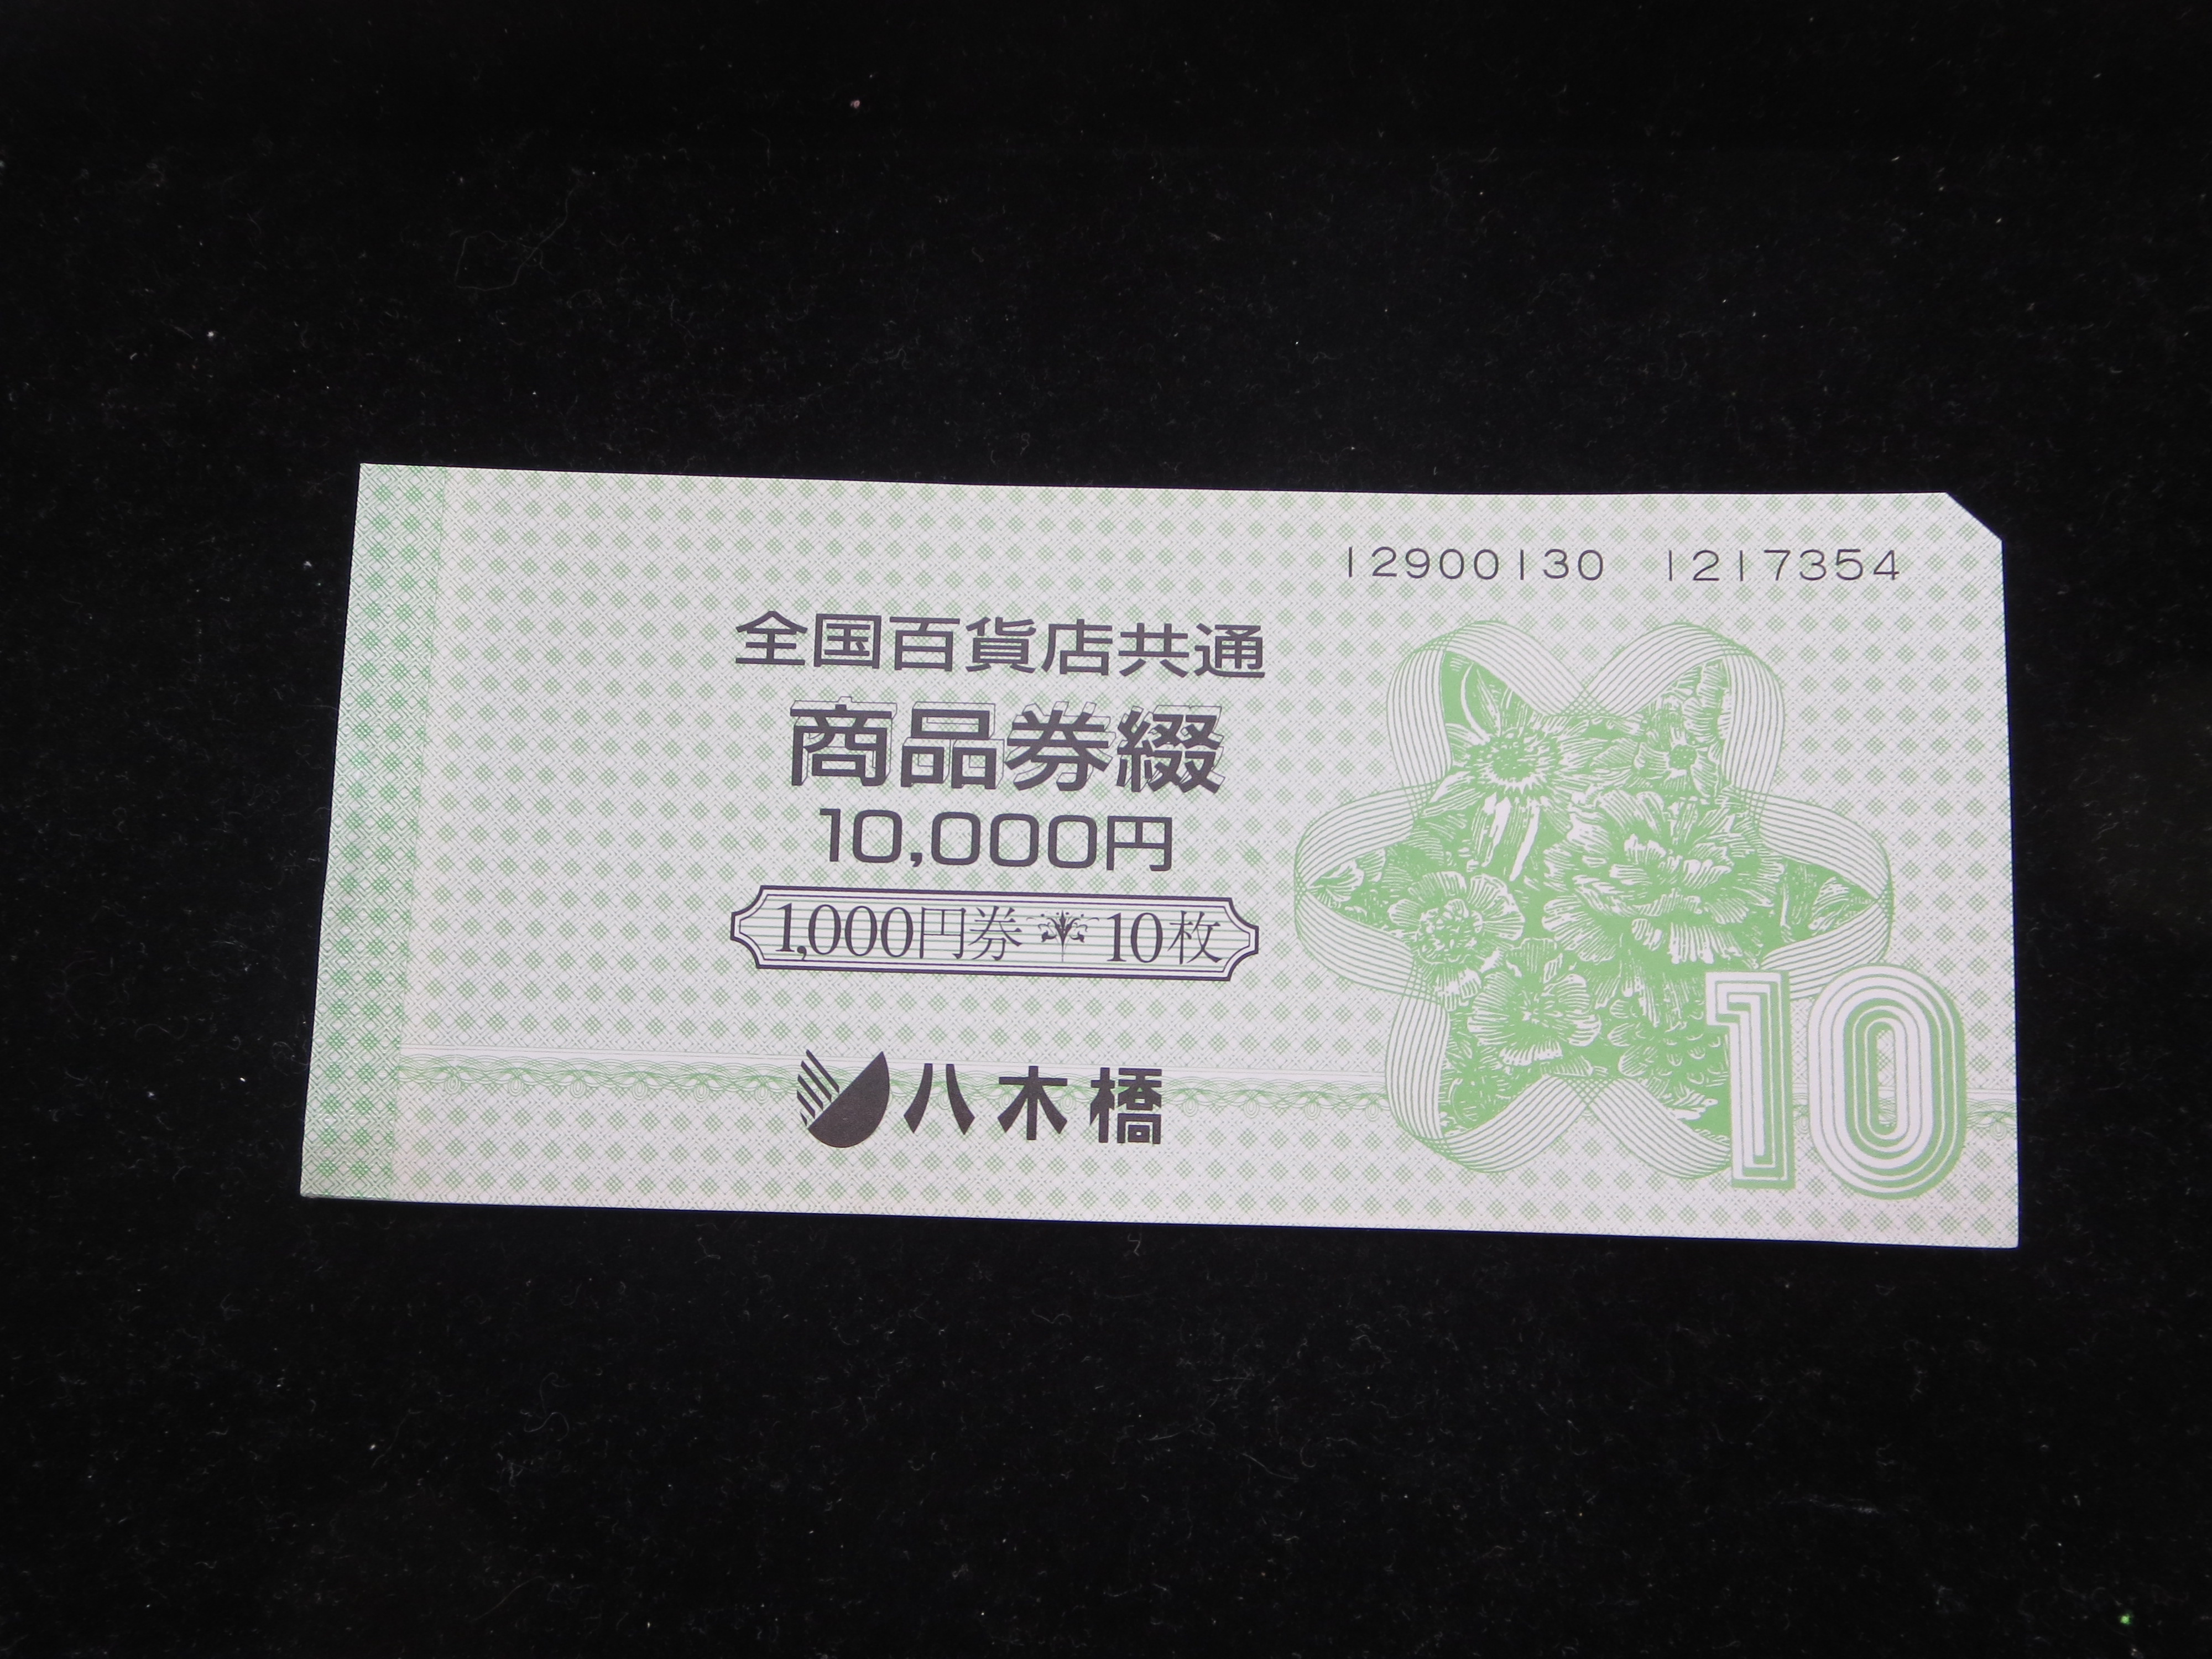 12900130 1217354
全国百貨店共通
商品券綴
10,000円
1,000円券 10枚
八木橋
10